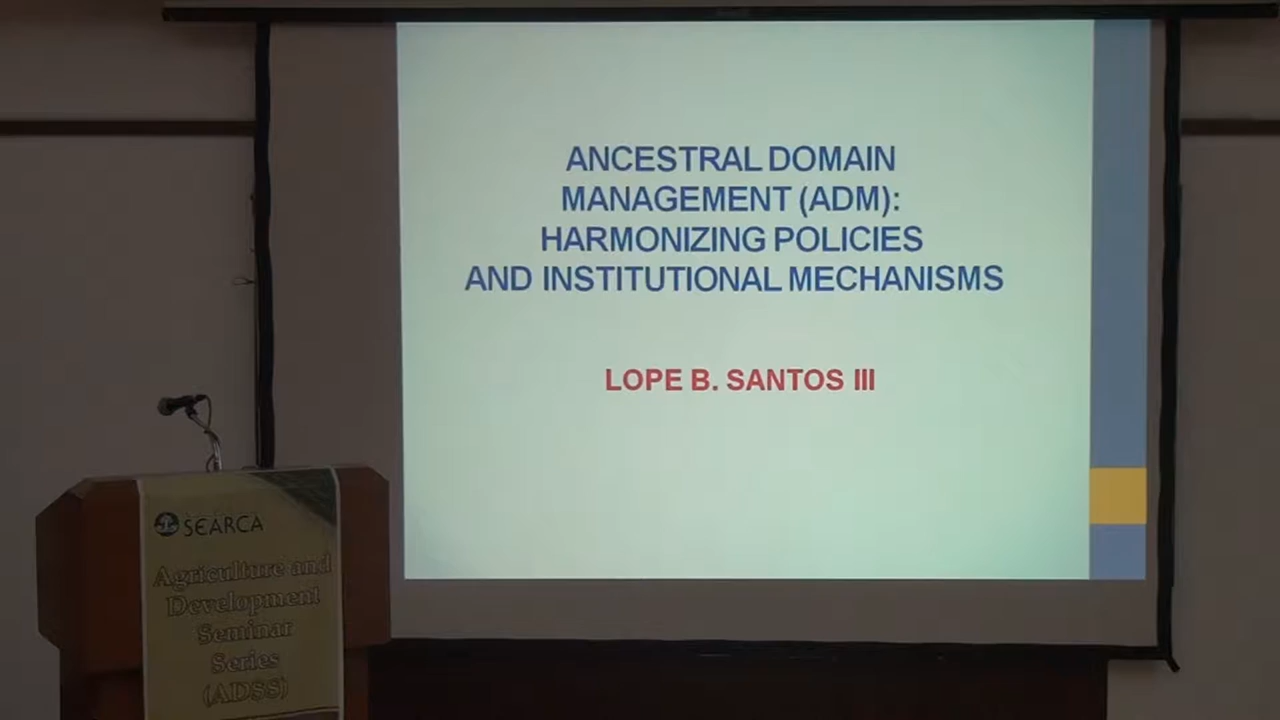 ANCESTRAL DOMAIN
MANAGEMENT (ADM):
HARMONIZING POLICIES
AND INSTITUTIONAL MECHANISMS
LOPE B. SANTOS III
SEARCA
Agriculture and
Development
Seminar
Series
(ADSS)